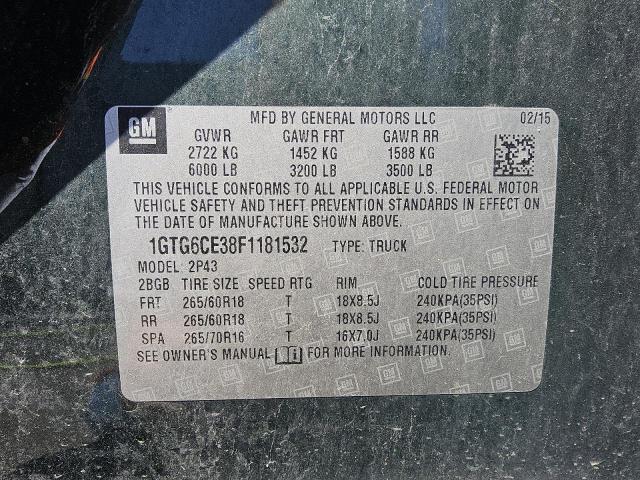 GM
MFD BY GENERAL MOTORS LLC 02/15
GVWR GAWR FRT GAWR RR
2722 KG 1452 KG 1588 KG
6000 LB 3200 LB 3500 LB
THIS VEHICLE CONFORMS TO ALL APPLICABLE U.S. FEDERAL MOTOR
VEHICLE SAFETY AND THEFT PREVENTION STANDARDS IN EFFECT ON
THE DATE OF MANUFACTURE SHOWN ABOVE.
1GTG6CE38F1181532 TYPE: TRUCK
MODEL: 2P43
2BGB TIRE SIZE SPEED RTG RIM COLD TIRE PRESSURE
FRT 265/60R18 T 18X8.5J 240KPA(35PSI)
RR 265/60R18 T 18X8.5J 240KPA(35PSI)
SPA 265/70R16 T 16X7.0J 240KPA(35PSI)
SEE OWNER'S MANUAL FOR MORE INFORMATION.